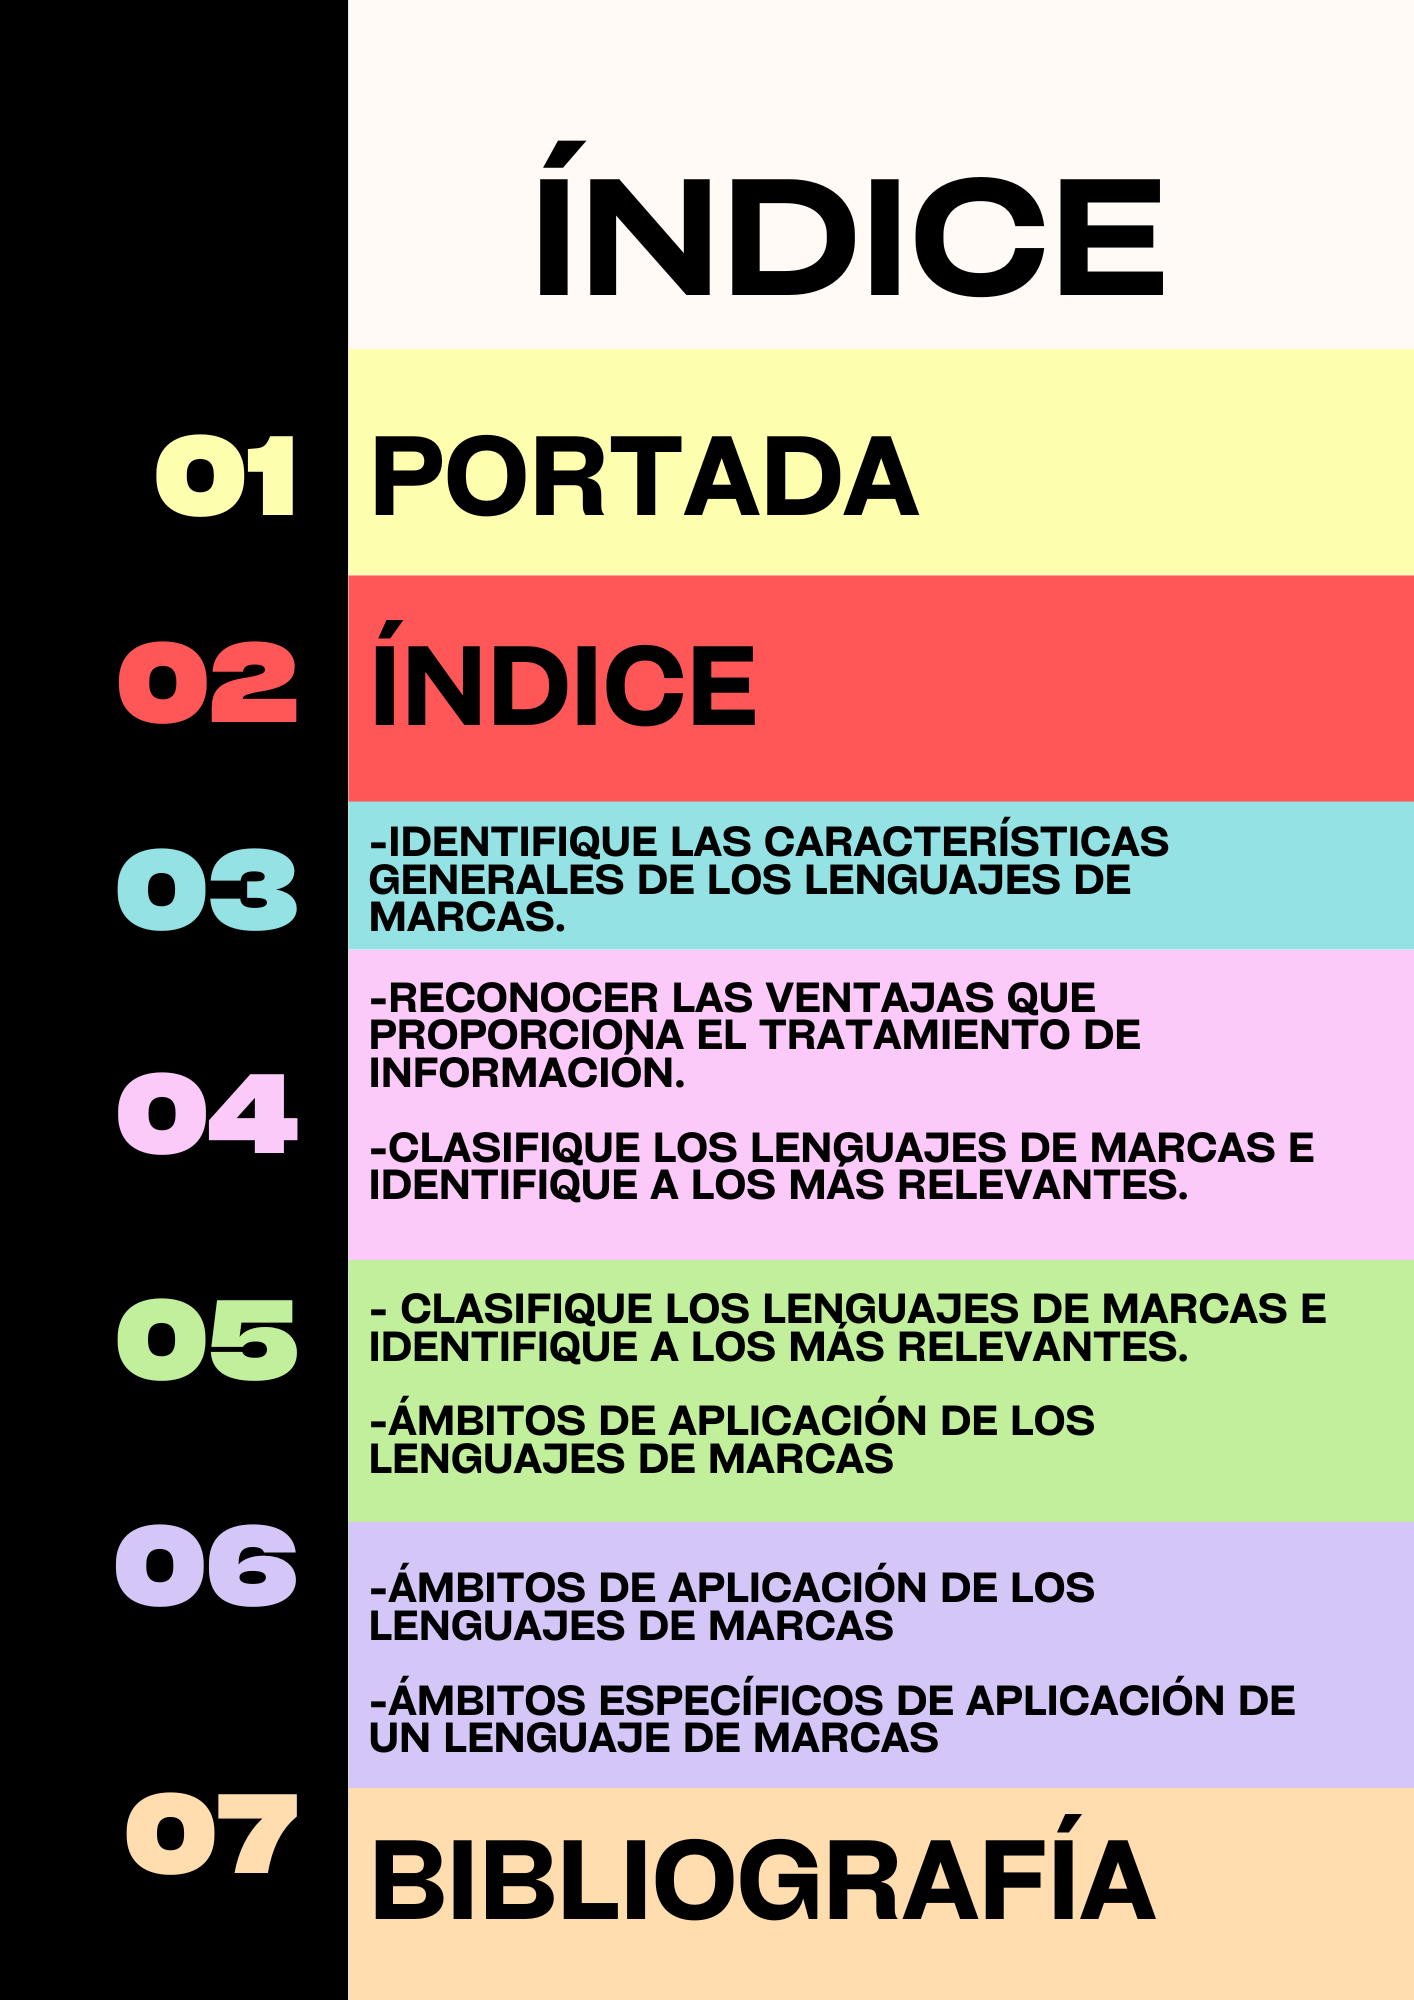 ÍNDICE
01 PORTADA
02 ÍNDICE
03
-IDENTIFIQUE LAS CARACTERÍSTICAS
GENERALES DE LOS LENGUAJES DE
MARCAS.
04
-RECONOCER LAS VENTAJAS QUE
PROPORCIONA EL TRATAMIENTO DE
INFORMACIÓN.
-CLASIFIQUE LOS LENGUAJES DE MARCAS E
IDENTIFIQUE A LOS MÁS RELEVANTES.
05
- CLASIFIQUE LOS LENGUAJES DE MARCAS E
IDENTIFIQUE A LOS MÁS RELEVANTES.
-ÁMBITOS DE APLICACIÓN DE LOS
LENGUAJES DE MARCAS
06
-ÁMBITOS DE APLICACIÓN DE LOS
LENGUAJES DE MARCAS
-ÁMBITOS ESPECÍFICOS DE APLICACIÓN DE
UN LENGUAJE DE MARCAS
07 BIBLIOGRAFÍA